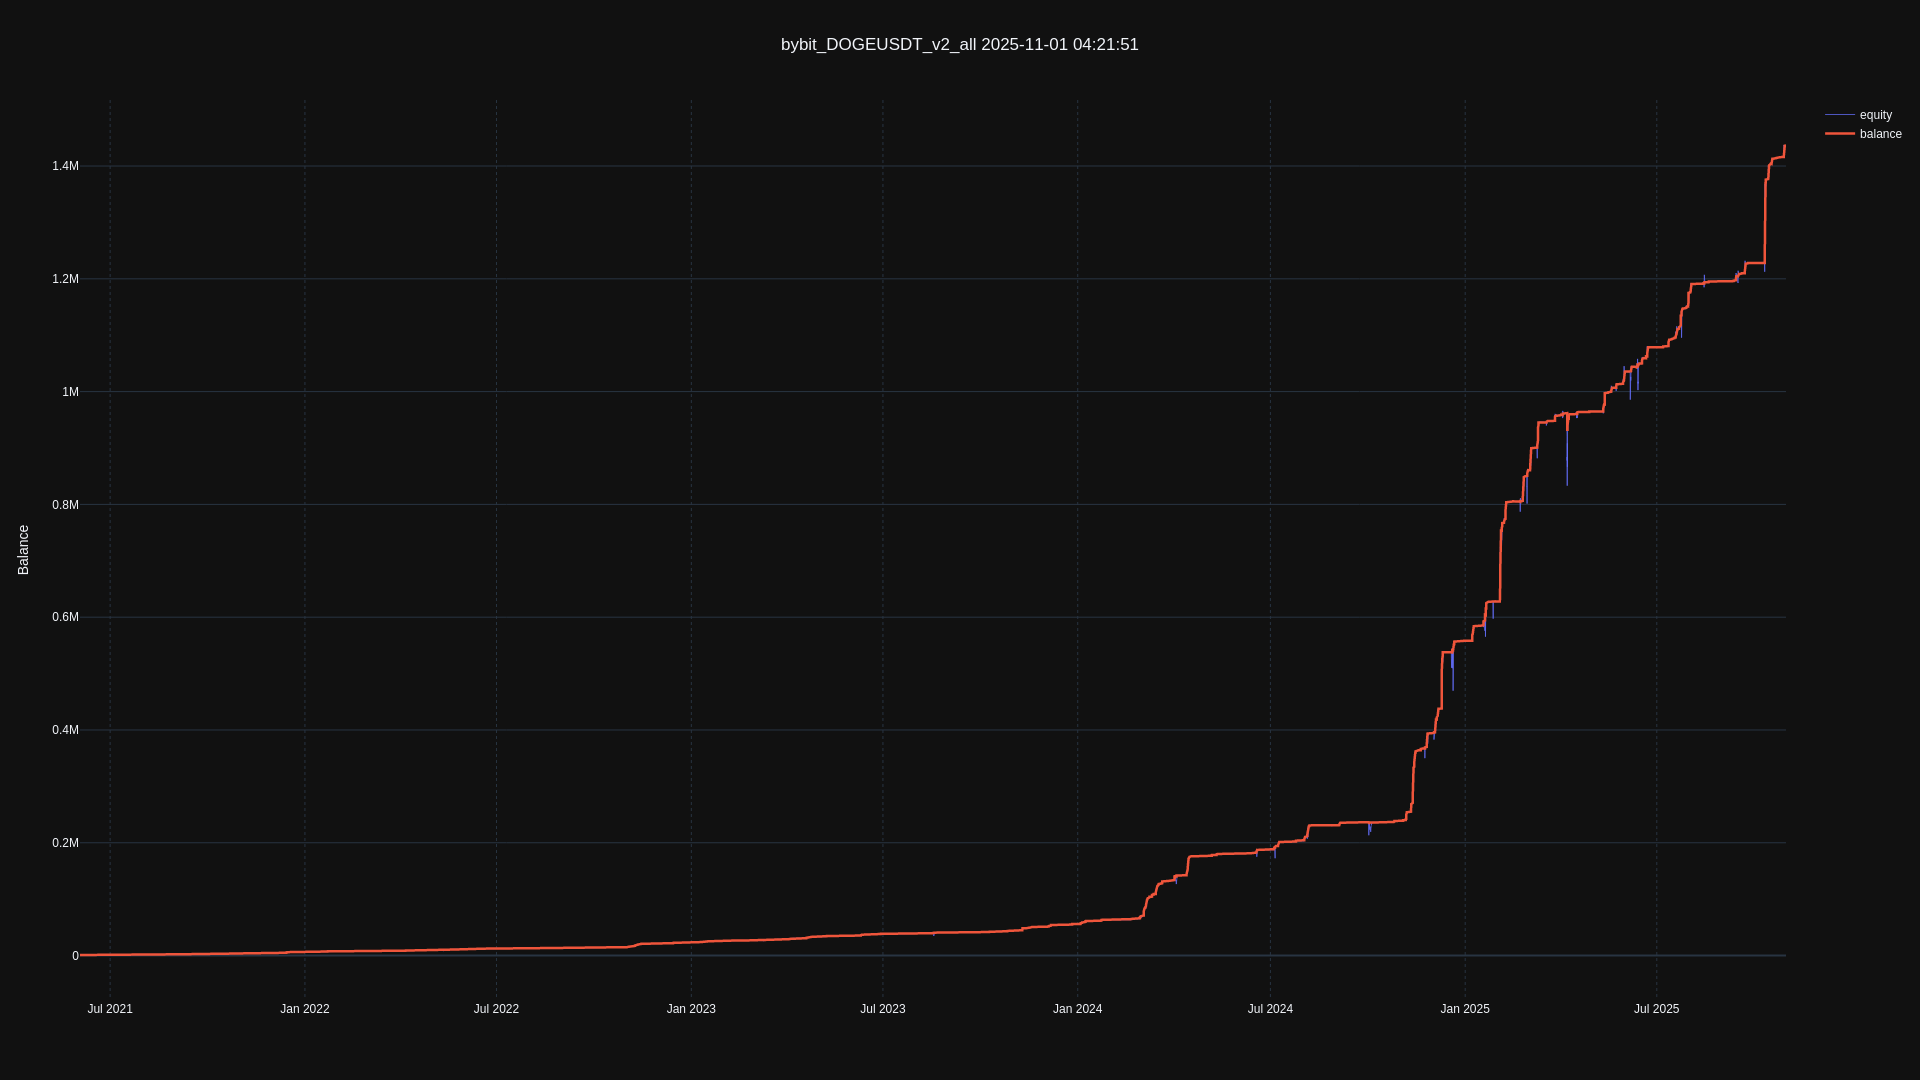 bybit_DOGEUSDT_v2_all 2025-11-01 04:21:51
equity
balance
1.4M
1.2M
1M
0.8M
0.6M
0.4M
0.2M
0
Balance
Jul 2021
Jan 2022
Jul 2022
Jan 2023
Jul 2023
Jan 2024
Jul 2024
Jan 2025
Jul 2025